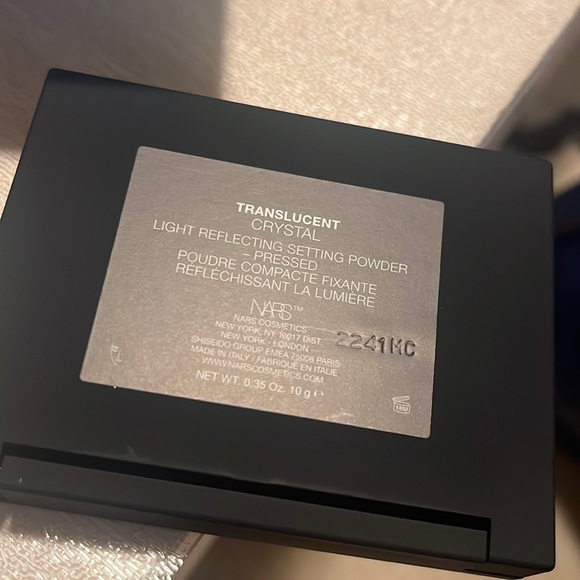 TRANSLUCENT
CRYSTAL
LIGHT REFLECTING SETTING POWDER
– PRESSED
POUDRE COMPACTE FIXANTE
RÉFLÉCHISSANT LA LUMIÈRE
NARS™
NARS COSMETICS
NEW YORK, NY 10017 DIST.
NEW YORK - LONDON -
SHISEIDO GROUP EMEA 75008 PARIS
MADE IN ITALY / FABRIQUÉ EN ITALIE
WWW.NARSCOSMETICS.COM
NET WT. 0.35 Oz. 10 g e
2241MC
18M